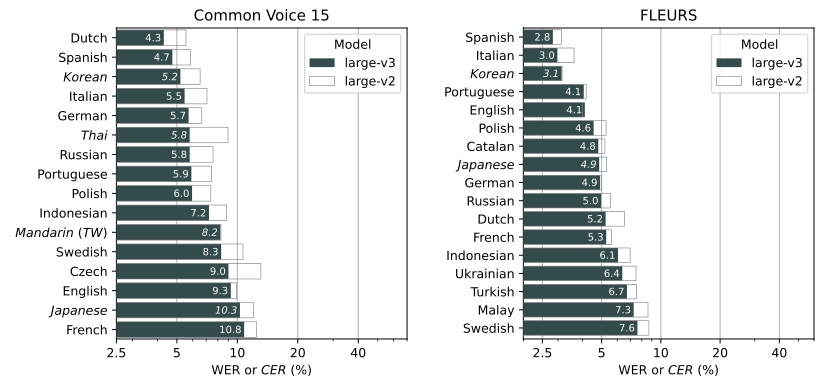 Common Voice 15
Model
large-v3
large-v2
Dutch 4.3
Spanish 4.7
Korean 5.2
Italian 5.5
German 5.7
Thai 5.8
Russian 5.8
Portuguese 5.9
Polish 6.0
Indonesian 7.2
Mandarin (TW) 8.2
Swedish 8.3
Czech 9.0
English 9.3
Japanese 10.3
French 10.8
2.5 5 10 20 40
WER or CER (%)
FLEURS
Model
large-v3
large-v2
Spanish 2.8
Italian 3.0
Korean 3.1
Portuguese 4.1
English 4.1
Polish 4.6
Catalan 4.8
Japanese 4.9
German 4.9
Russian 5.0
Dutch 5.2
French 5.3
Indonesian 6.1
Ukrainian 6.4
Turkish 6.7
Malay 7.3
Swedish 7.6
2.5 5 10 20 40
WER or CER (%)